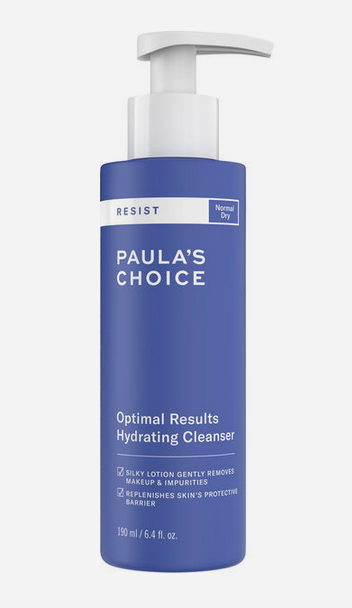 RESIST
Normal
Dry
PAULA'S
CHOICE
Optimal Results
Hydrating Cleanser
☑ SILKY LOTION GENTLY REMOVES
MAKEUP & IMPURITIES
☑ REPLENISHES SKIN'S PROTECTIVE
BARRIER
190 ml / 6.4 fl. oz.